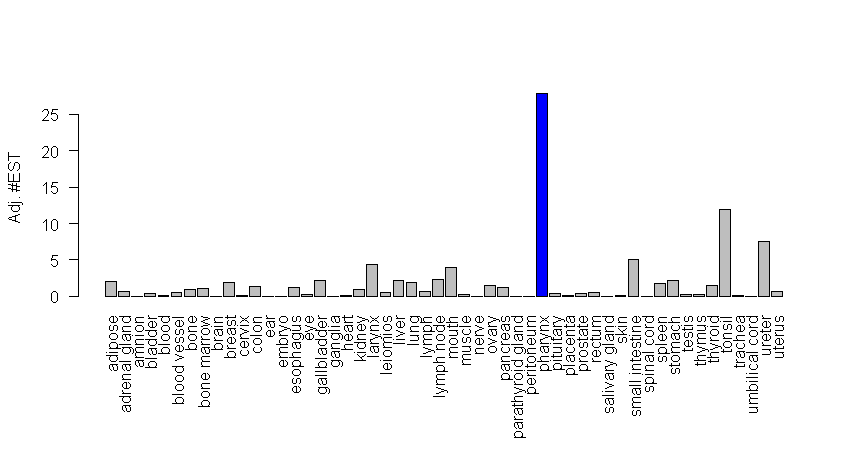 Adj. #EST
25
20
15
10
5
0
adipose
adrenal gland
amnion
bladder
blood
blood vessel
bone
bone marrow
brain
breast
cervix
colon
ear
embryo
esophagus
eye
gallbladder
ganglia
heart
kidney
larynx
leiomios
liver
lung
lymph
lymph node
mouth
muscle
nerve
ovary
pancreas
parathyroid gland
peritoneum
pharynx
pituitary
placenta
prostate
rectum
salivary gland
skin
small intestine
spinal cord
spleen
stomach
testis
thymus
thyroid
tonsil
trachea
umbilical cord
ureter
uterus